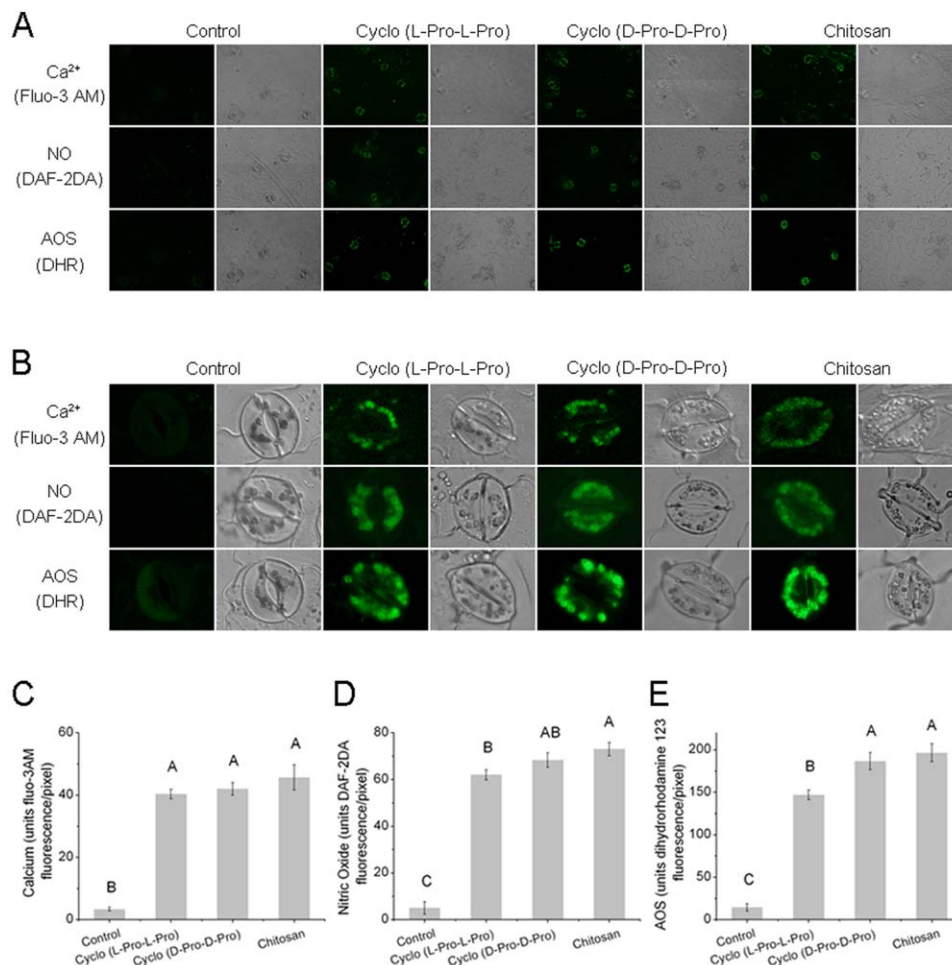 A
Control Cyclo (L-Pro-L-Pro) Cyclo (D-Pro-D-Pro) Chitosan
Ca²⁺
(Fluo-3 AM)
NO
(DAF-2DA)
AOS
(DHR)
B
Control Cyclo (L-Pro-L-Pro) Cyclo (D-Pro-D-Pro) Chitosan
Ca²⁺
(Fluo-3 AM)
NO
(DAF-2DA)
AOS
(DHR)
C
Calcium (units fluo-3AM
fluorescence/pixel)
60
40
20
0
B
A
A
A
Control
Cyclo (L-Pro-L-Pro)
Cyclo (D-Pro-D-Pro)
Chitosan
D
Nitric Oxide (units DAF-2DA
fluorescence/pixel)
80
60
40
20
0
C
B
AB
A
Control
Cyclo (L-Pro-L-Pro)
Cyclo (D-Pro-D-Pro)
Chitosan
E
AOS (units dihydrorhodamine 123
fluorescence/pixel)
200
150
100
50
0
C
B
A
A
Control
Cyclo (L-Pro-L-Pro)
Cyclo (D-Pro-D-Pro)
Chitosan